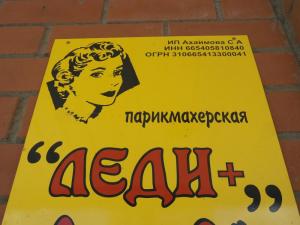 ИП Ахаимова С А
ИНН 665405810840
ОГРН 310665413300041
парикмахерская
“ЛЕДИ+”